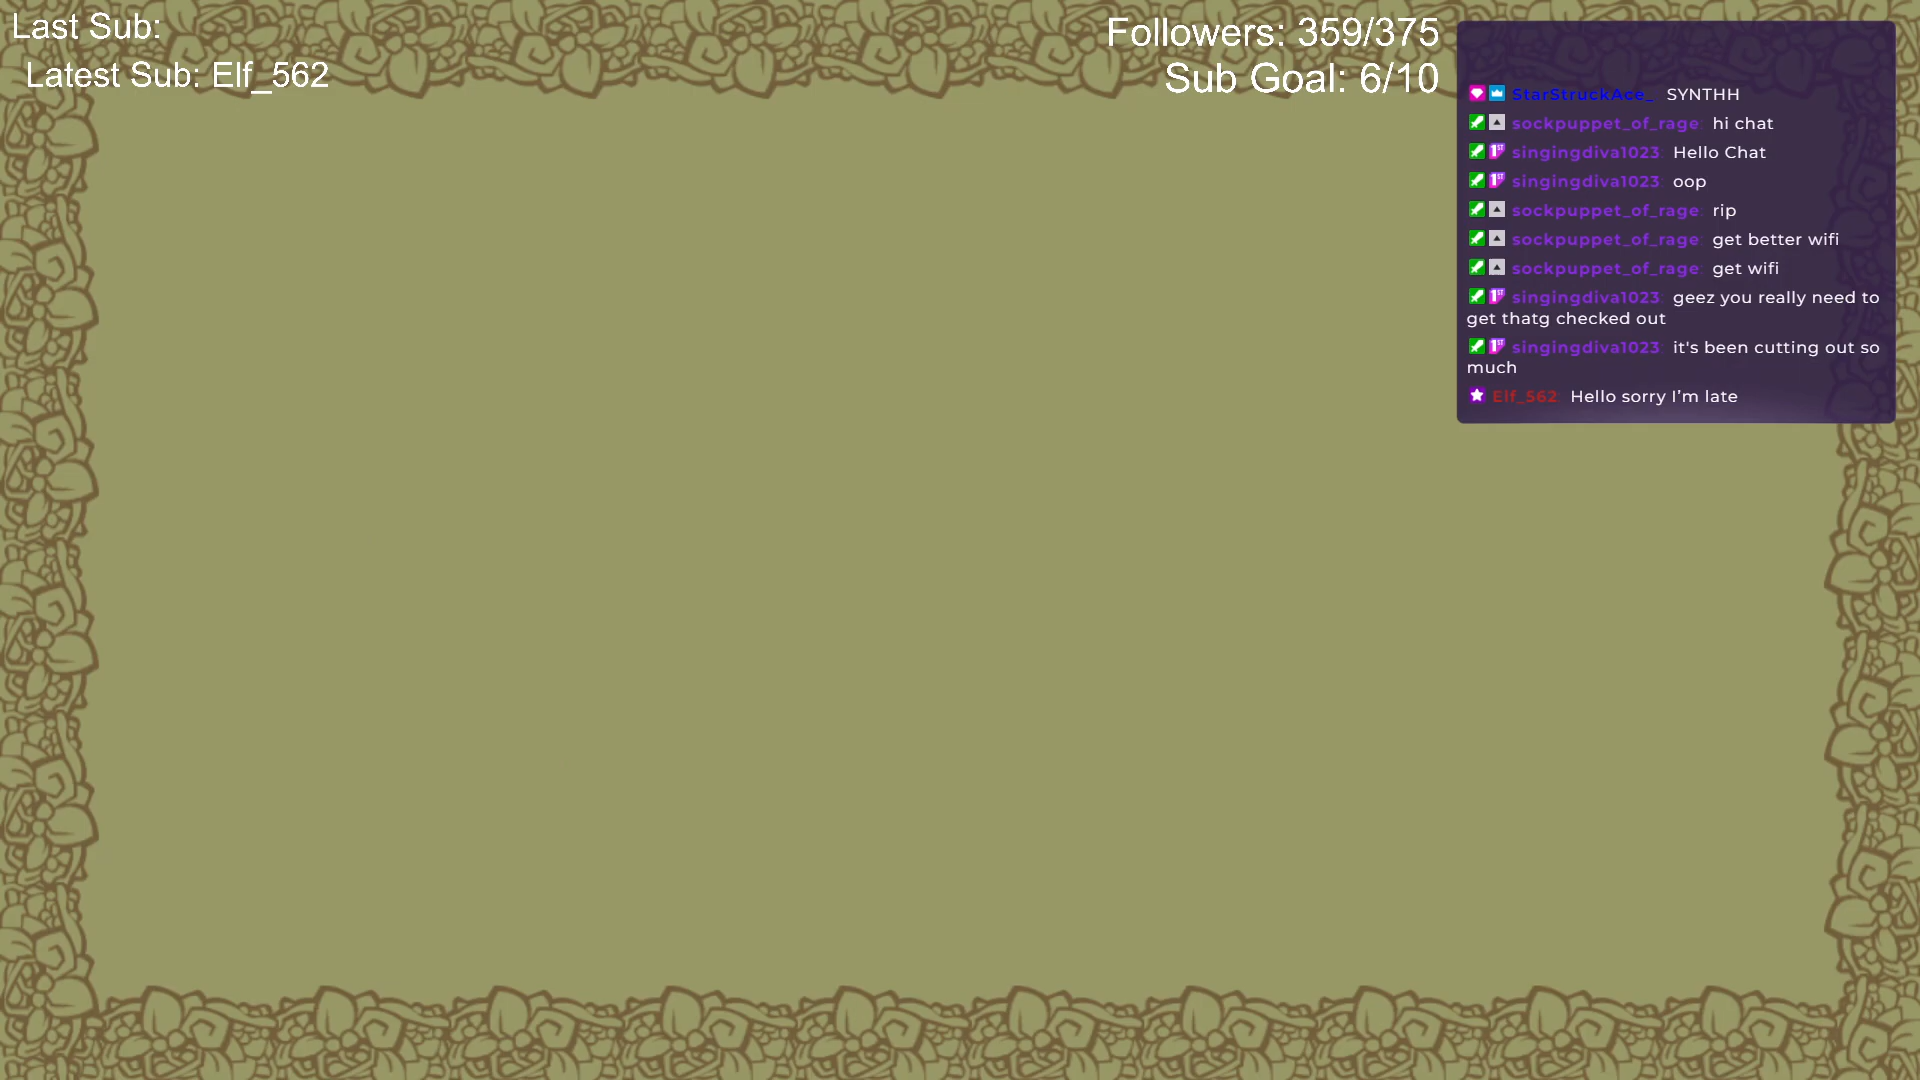 Last Sub:
Latest Sub: Elf_562
Followers: 359/375
Sub Goal: 6/10
StarStruckAce_ SYNTHH
sockpuppet_of_rage: hi chat
singingdiva1023: Hello Chat
singingdiva1023: oop
sockpuppet_of_rage: rip
sockpuppet_of_rage: get better wifi
sockpuppet_of_rage: get wifi
singingdiva1023: geez you really need to
get thatg checked out
singingdiva1023: it's been cutting out so
much
Elf_562: Hello sorry I'm late